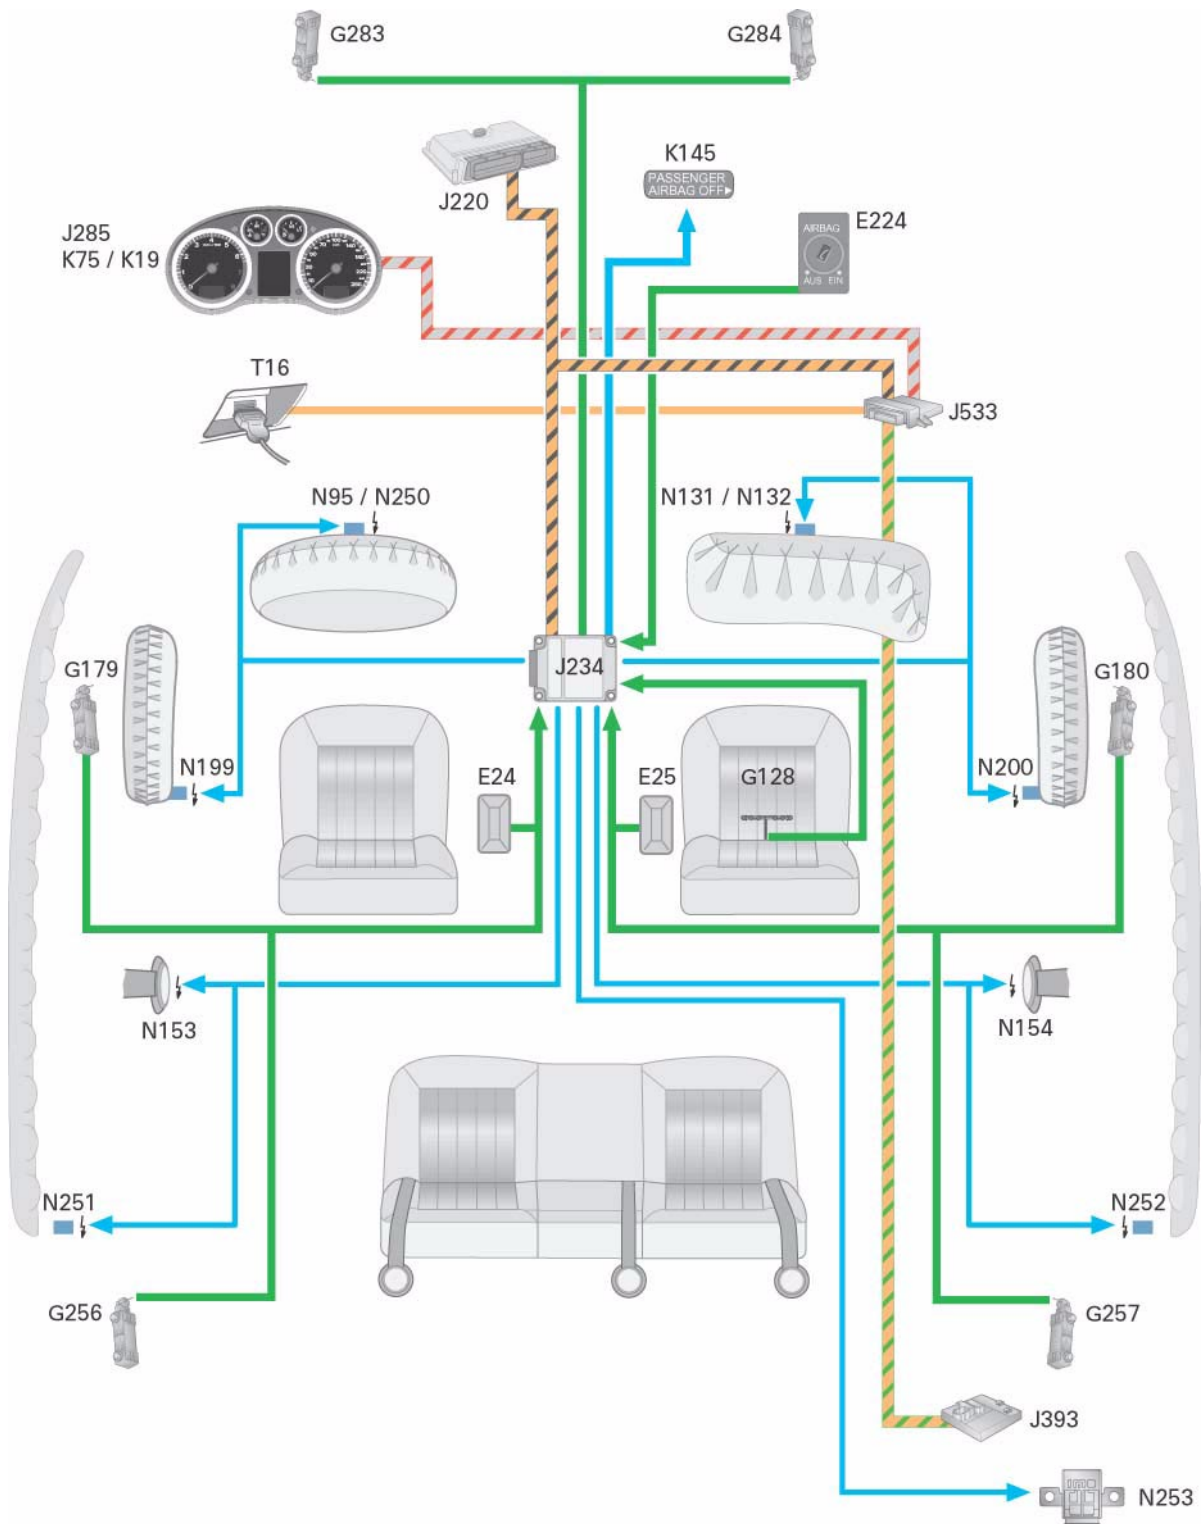 G283
G284
K145
PASSENGER
AIRBAG OFF▶
J220
E224
AIRBAG
AUS EIN
J285
K75 / K19
T16
J533
N95 / N250
N131 / N132
G179
J234
G180
N199
E24
E25
G128
N200
N153
N154
N251
N252
G256
G257
J393
N253